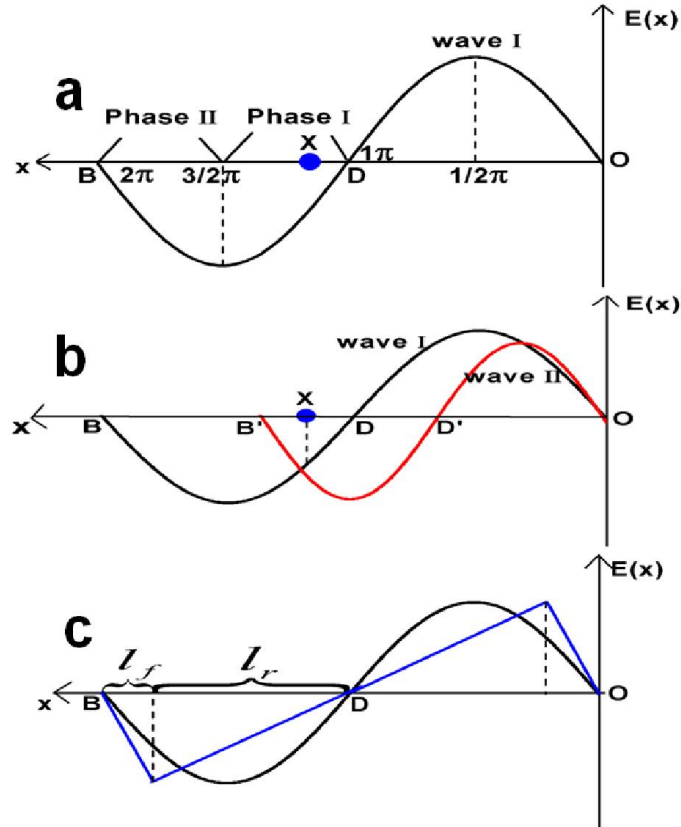 E(x)
wave I
a
Phase II Phase I
X
1π
O
x B 2π 3/2π D 1/2π
E(x)
b
wave I
wave II
X
x B B' D D' O
E(x)
c
l_f l_r
x B D O